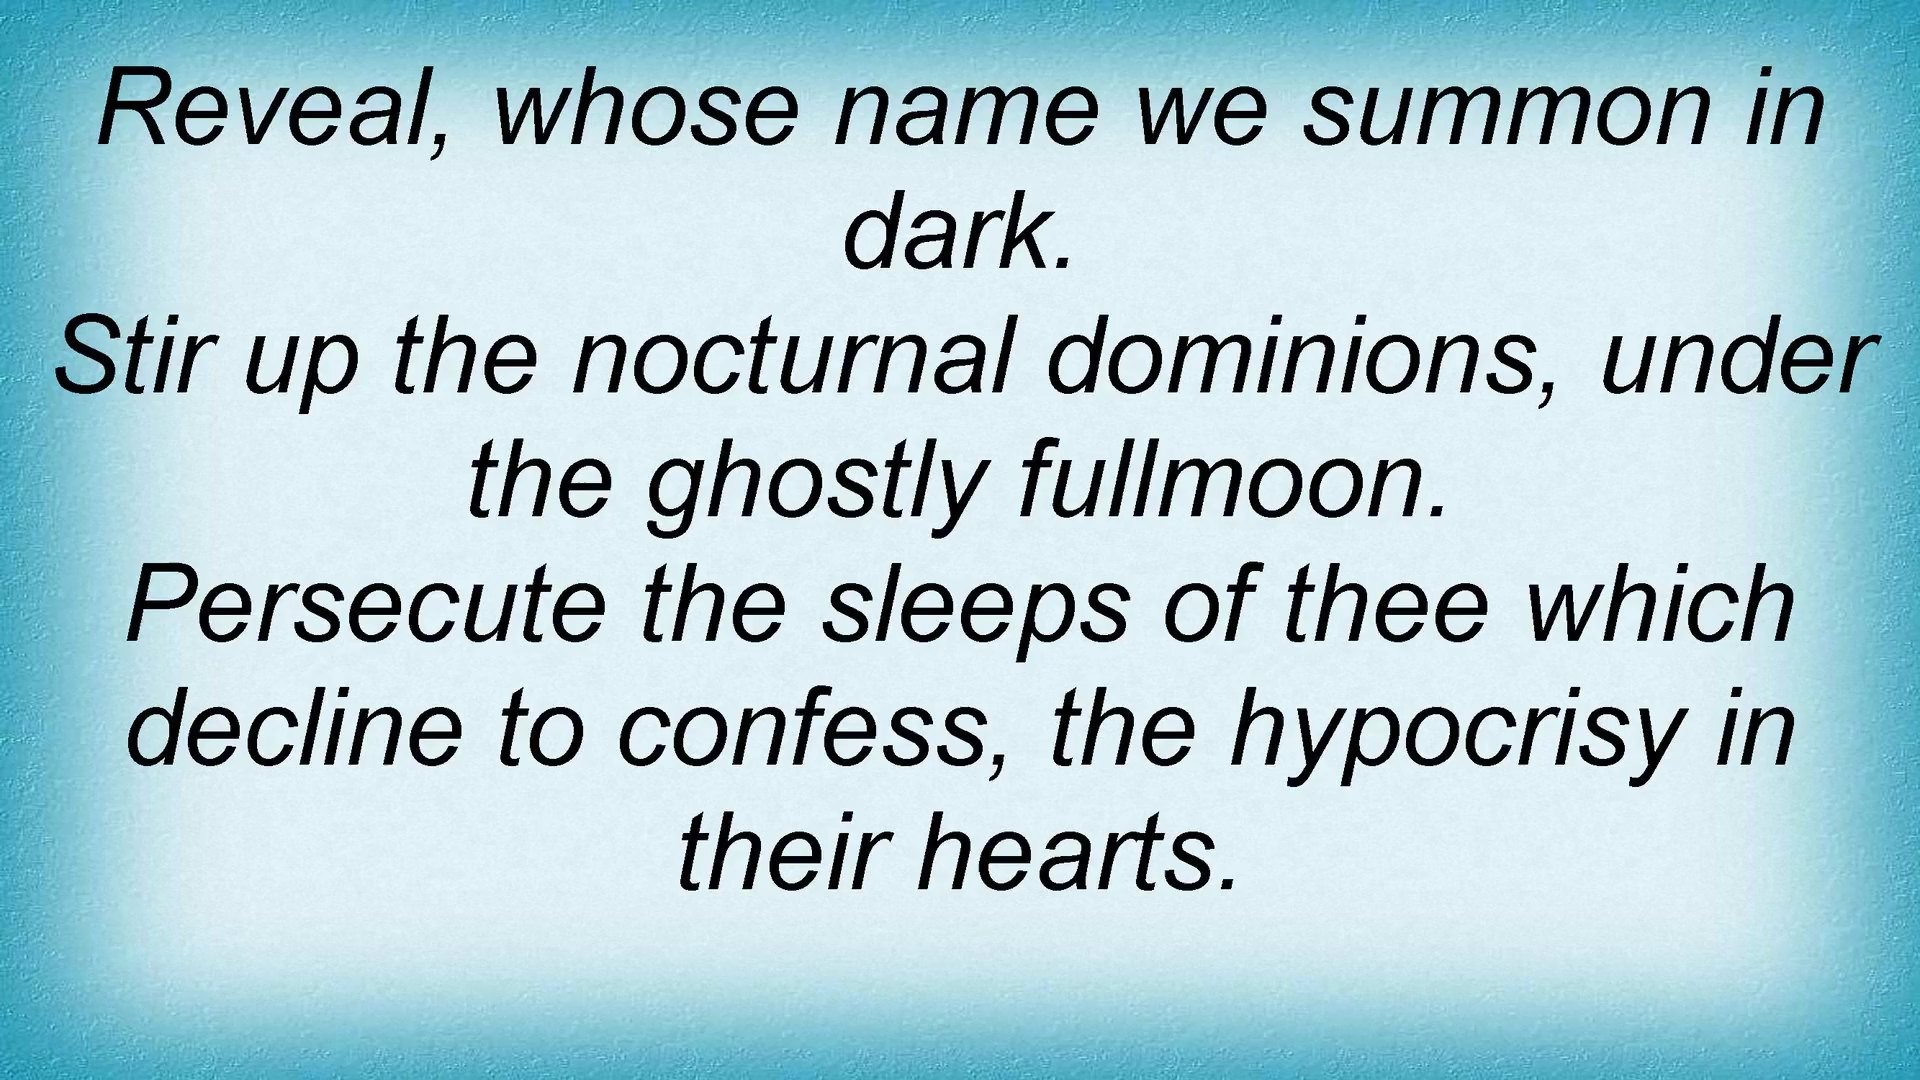 Reveal, whose name we summon in
dark.
Stir up the nocturnal dominions, under
the ghostly fullmoon.
Persecute the sleeps of thee which
decline to confess, the hypocrisy in
their hearts.